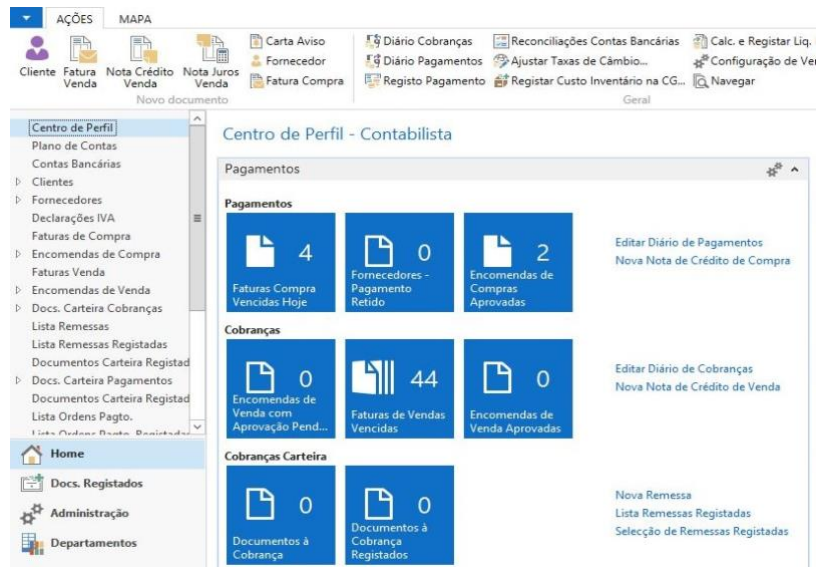 AÇÕES MAPA
Cliente
Fatura
Venda
Nota Crédito
Venda
Nota Juros
Venda
Carta Aviso
Fornecedor
Fatura Compra
Novo documento
Diário Cobranças
Diário Pagamentos
Registo Pagamento
Reconciliações Contas Bancárias
Ajustar Taxas de Câmbio...
Registar Custo Inventário na CG...
Calc. e Registar Liq.
Configuração de Ver
Navegar
Geral
Centro de Perfil
Plano de Contas
Contas Bancárias
Clientes
Fornecedores
Declarações IVA
Faturas de Compra
Encomendas de Compra
Faturas Venda
Encomendas de Venda
Docs. Carteira Cobranças
Lista Remessas
Lista Remessas Registadas
Documentos Carteira Registad
Docs. Carteira Pagamentos
Documentos Carteira Registad
Lista Ordens Pagto.
Lista Ordens Pagto. Registadas
Home
Docs. Registados
Administração
Departamentos
Centro de Perfil - Contabilista
Pagamentos
Pagamentos
4
Faturas Compra
Vencidas Hoje
0
Fornecedores -
Pagamento
Retido
2
Encomendas de
Compras
Aprovadas
Editar Diário de Pagamentos
Nova Nota de Crédito de Compra
Cobranças
0
Encomendas de
Venda com
Aprovação Pend...
44
Faturas de Vendas
Vencidas
0
Encomendas de
Venda Aprovadas
Editar Diário de Cobranças
Nova Nota de Crédito de Venda
Cobranças Carteira
0
Documentos à
Cobrança
0
Documentos à
Cobrança
Registados
Nova Remessa
Lista Remessas Registadas
Selecção de Remessas Registadas